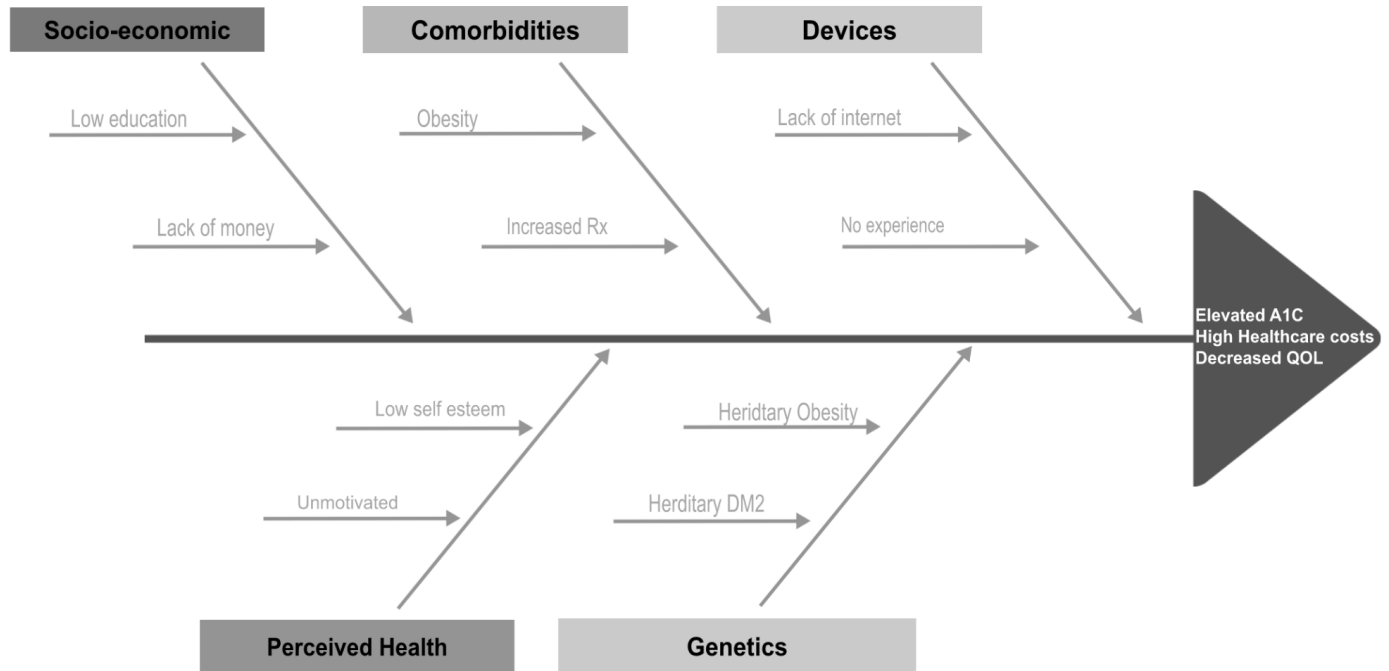 Socio-economic
Comorbidities
Devices
Low education
Obesity
Lack of internet
Lack of money
Increased Rx
No experience
Elevated A1C
High Healthcare costs
Decreased QOL
Low self esteem
Heridtary Obesity
Unmotivated
Herditary DM2
Perceived Health
Genetics